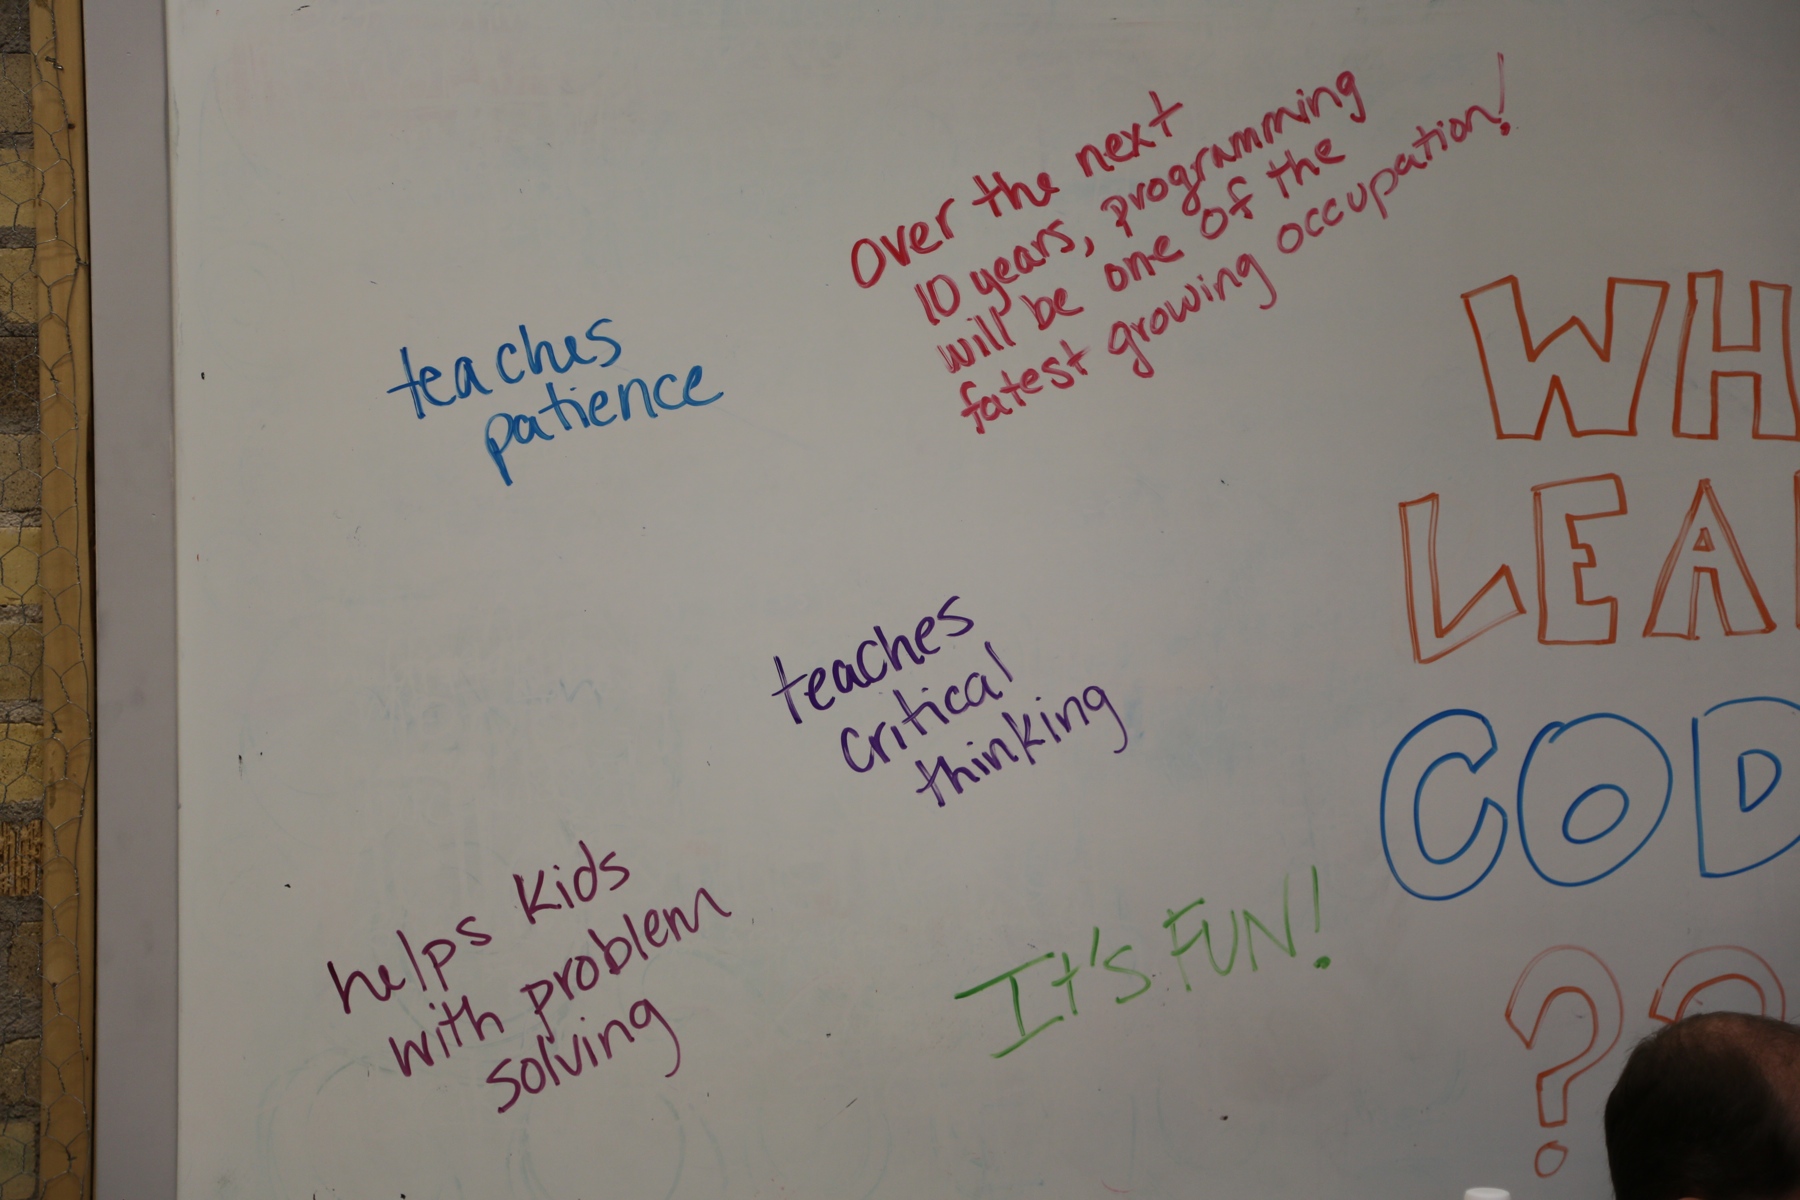 Over the next
10 years, programming
will be one of the
fatest growing occupation!
teaches
patience
WH
LEA
COD
??
teaches
critical
thinking
helps kids
with problem
solving
It's FUN!